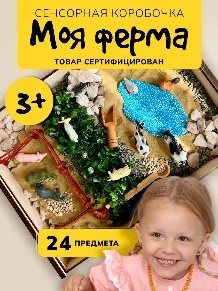 СЕНСОРНАЯ КОРОБОЧКА
Моя ферма
ТОВАР СЕРТИФИЦИРОВАН
3+
24 ПРЕДМЕТА